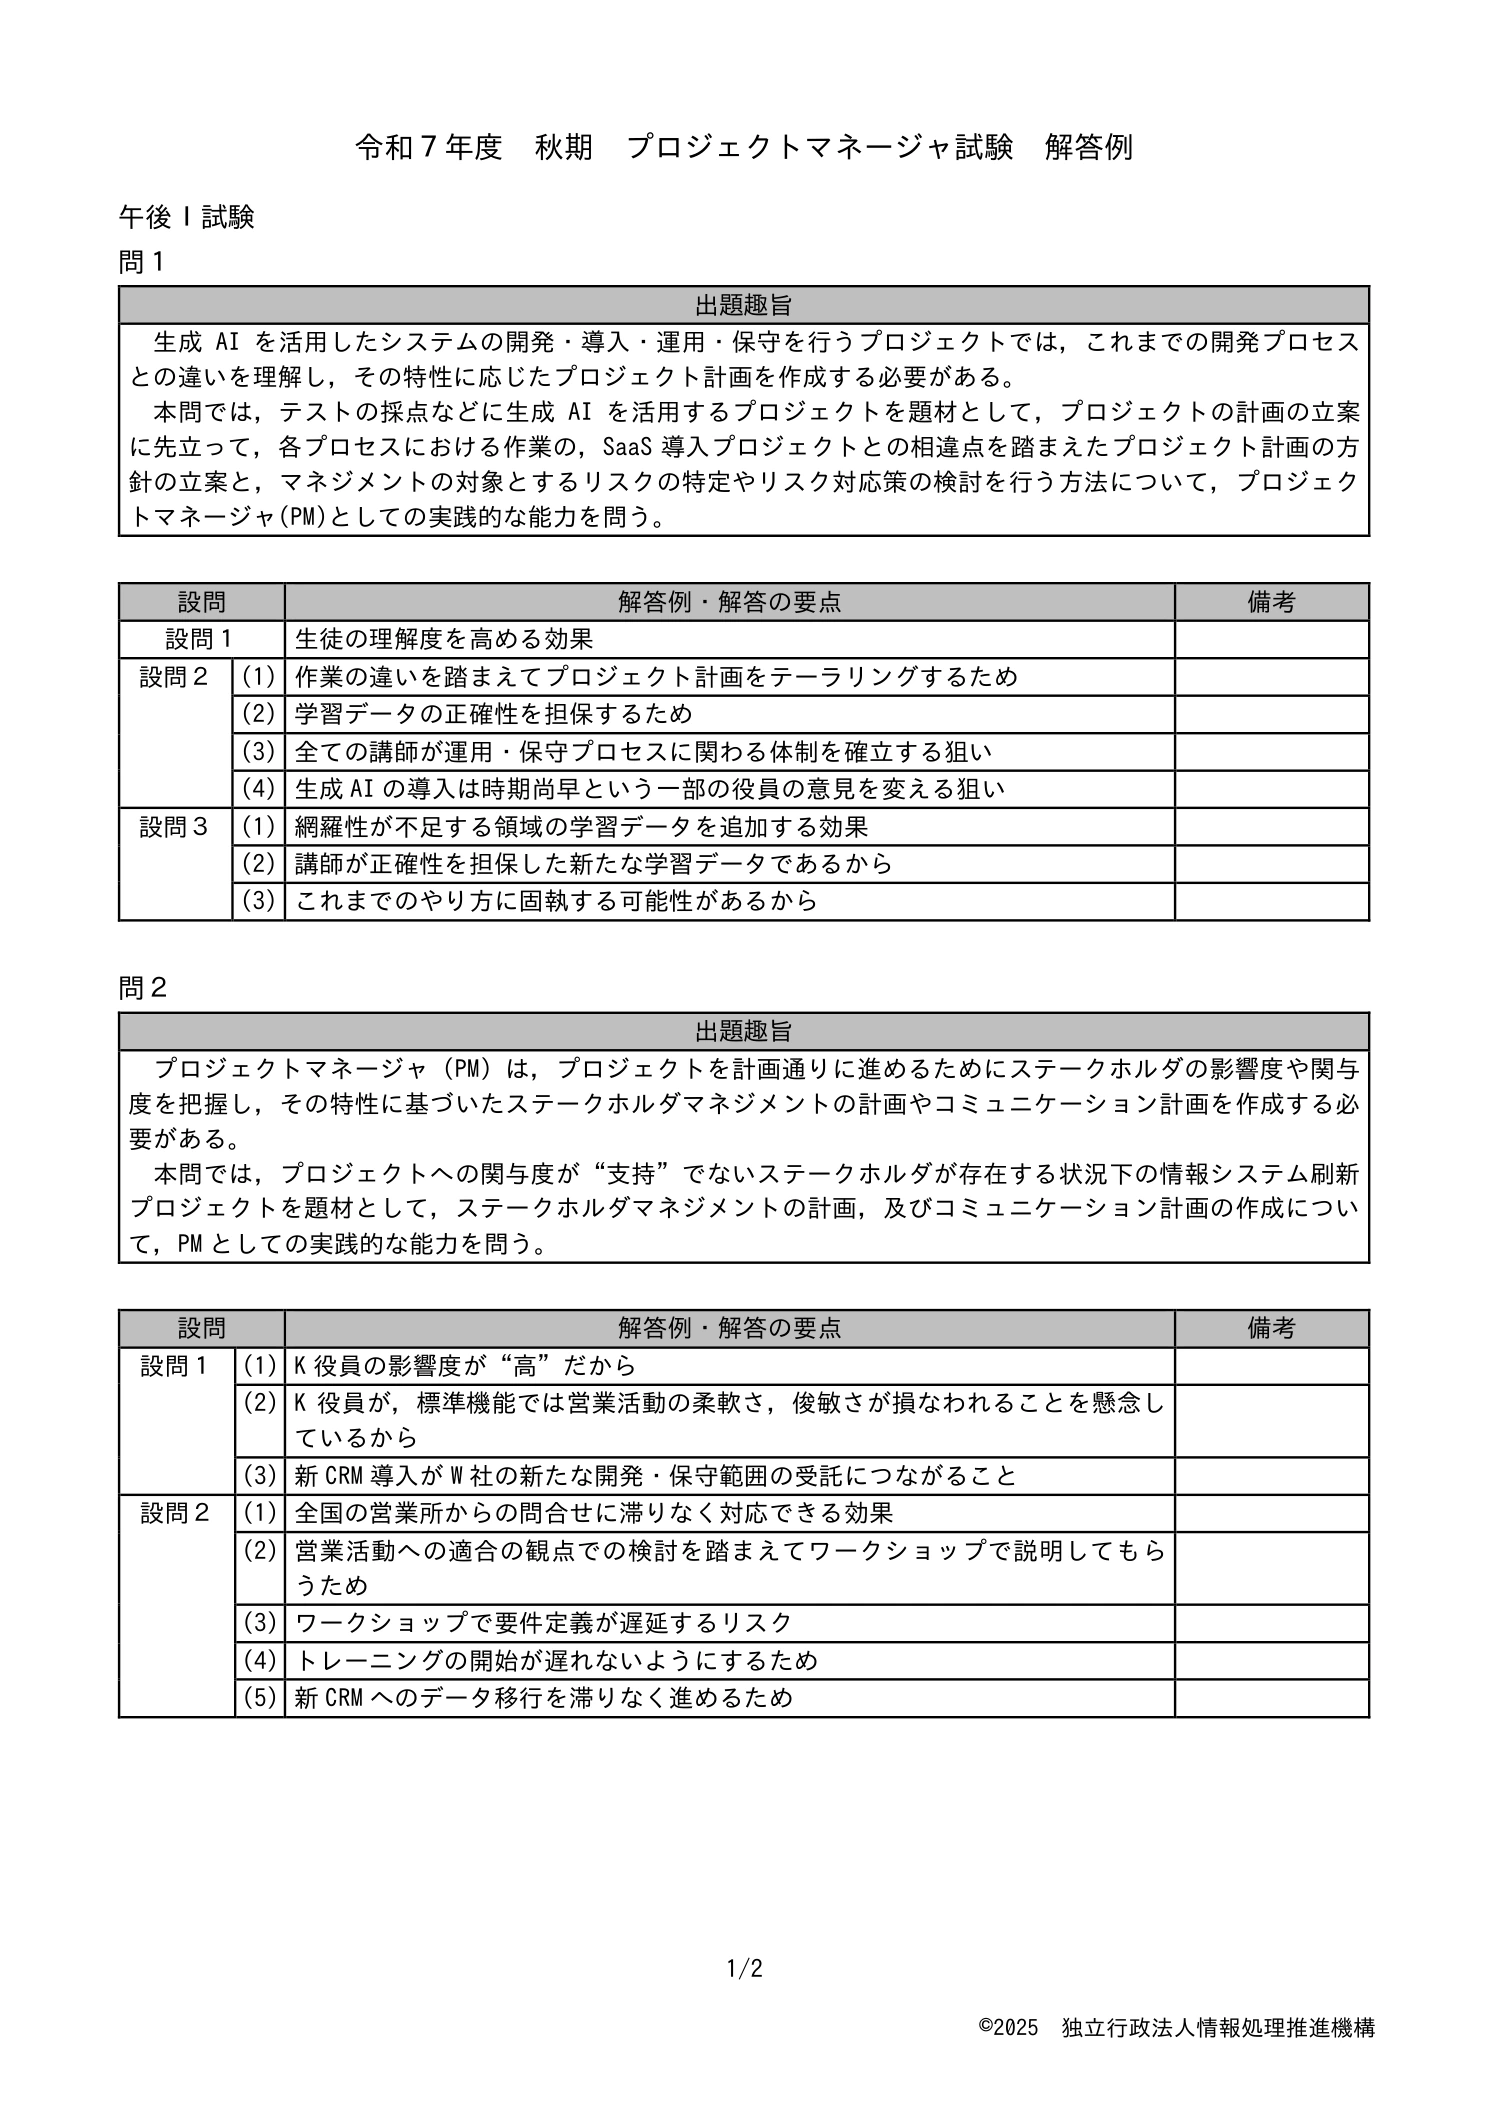 令和７年度　秋期　プロジェクトマネージャ試験　解答例
午後Ⅰ試験
問１
出題趣旨
　生成 AI を活用したシステムの開発・導入・運用・保守を行うプロジェクトでは，これまでの開発プロセス
との違いを理解し，その特性に応じたプロジェクト計画を作成する必要がある。
　本問では，テストの採点などに生成 AI を活用するプロジェクトを題材として，プロジェクトの計画の立案
に先立って，各プロセスにおける作業の，SaaS 導入プロジェクトとの相違点を踏まえたプロジェクト計画の方
針の立案と，マネジメントの対象とするリスクの特定やリスク対応策の検討を行う方法について，プロジェク
トマネージャ(PM)としての実践的な能力を問う。
設問 解答例・解答の要点 備考
設問１ 生徒の理解度を高める効果
設問２ (1) 作業の違いを踏まえてプロジェクト計画をテーラリングするため
(2) 学習データの正確性を担保するため
(3) 全ての講師が運用・保守プロセスに関わる体制を確立する狙い
(4) 生成 AI の導入は時期尚早という一部の役員の意見を変える狙い
設問３ (1) 網羅性が不足する領域の学習データを追加する効果
(2) 講師が正確性を担保した新たな学習データであるから
(3) これまでのやり方に固執する可能性があるから
問２
出題趣旨
　プロジェクトマネージャ（PM）は，プロジェクトを計画通りに進めるためにステークホルダの影響度や関与
度を把握し，その特性に基づいたステークホルダマネジメントの計画やコミュニケーション計画を作成する必
要がある。
　本問では，プロジェクトへの関与度が“支持”でないステークホルダが存在する状況下の情報システム刷新
プロジェクトを題材として，ステークホルダマネジメントの計画，及びコミュニケーション計画の作成につい
て，PM としての実践的な能力を問う。
設問 解答例・解答の要点 備考
設問１ (1) K 役員の影響度が“高”だから
(2) K 役員が，標準機能では営業活動の柔軟さ，俊敏さが損なわれることを懸念し
ているから
(3) 新 CRM 導入が W 社の新たな開発・保守範囲の受託につながること
設問２ (1) 全国の営業所からの問合せに滞りなく対応できる効果
(2) 営業活動への適合の観点での検討を踏まえてワークショップで説明してもら
うため
(3) ワークショップで要件定義が遅延するリスク
(4) トレーニングの開始が遅れないようにするため
(5) 新 CRM へのデータ移行を滞りなく進めるため
1/2
©2025　独立行政法人情報処理推進機構